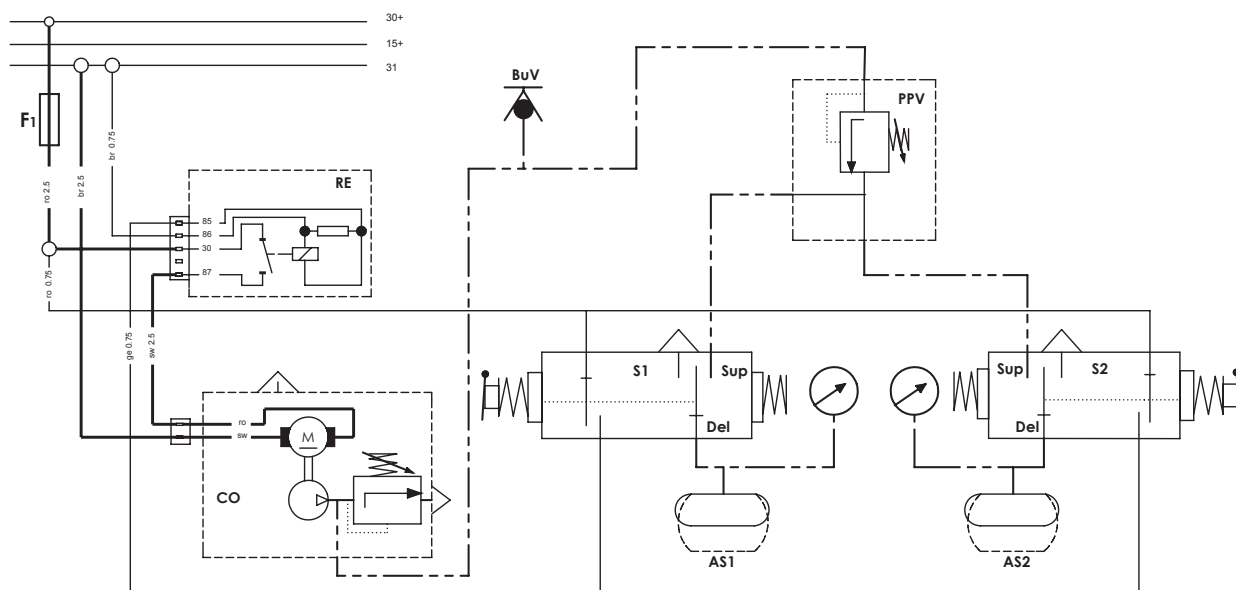 30+
15+
31
BuV
PPV
F1
br 0.75
ro 2.5
br 2.5
RE
85
86
30
87
ro 0.75
ge 0.75
sw 2.5
S1
Sup
Sup
S2
Del
Del
ro
sw
M
CO
AS1
AS2